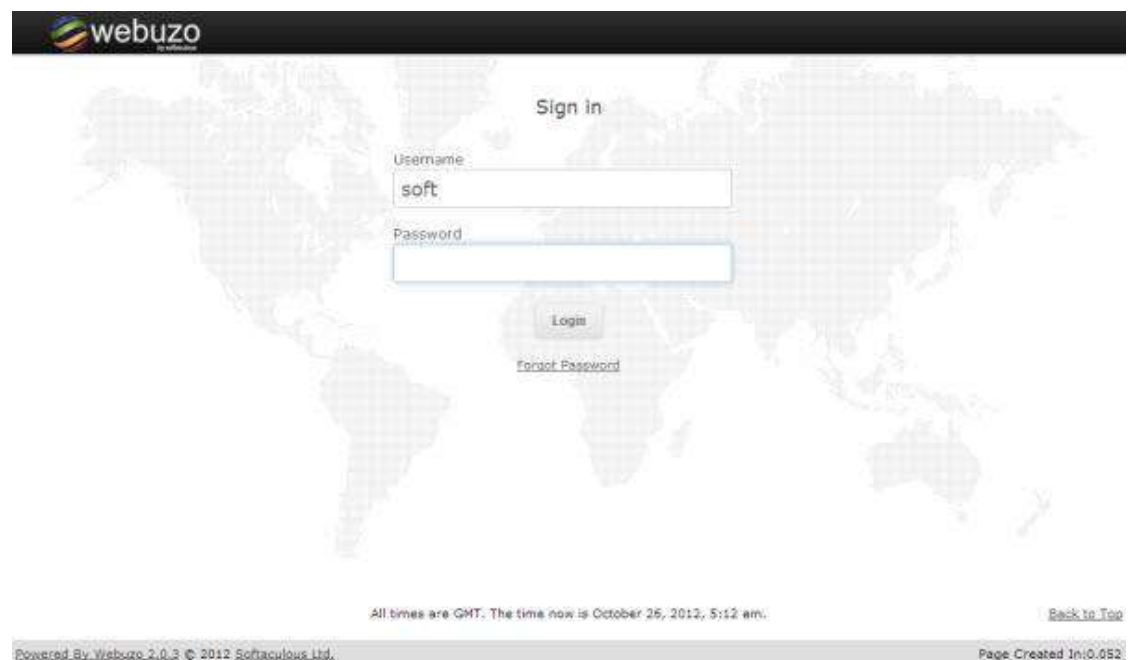 webuzo
by softaculous
Sign in
Username
soft
Password
Login
Forgot Password
All times are GMT. The time now is October 26, 2012, 5:12 am.
Back to Top
Powered By Webuzo 2.0.3 © 2012 Softaculous Ltd.
Page Created In:0.052